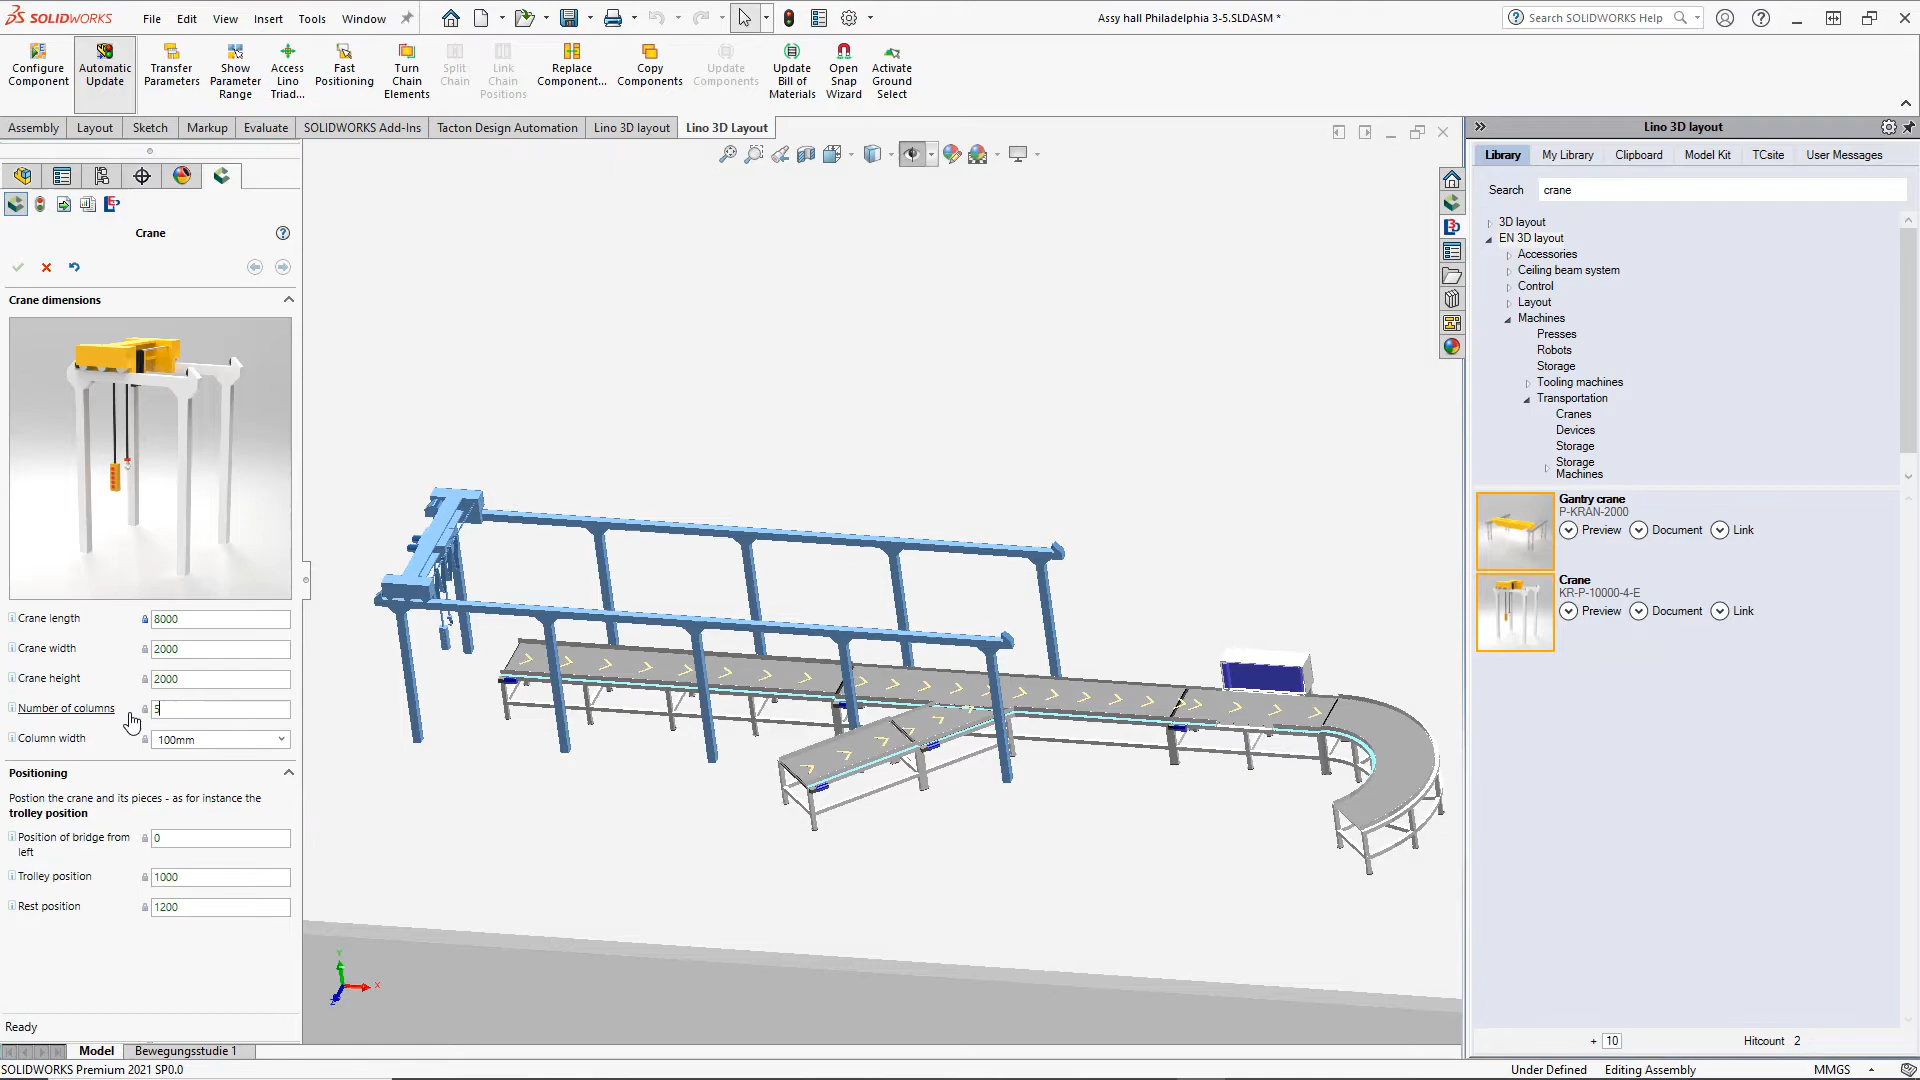 SOLIDWORKS File Edit View Insert Tools Window
Assy hall Philadelphia 3-5.SLDASM *
Search SOLIDWORKS Help
Configure
Component
Automatic
Update
Transfer
Parameters
Show
Parameter
Range
Access
Lino
Triad...
Fast
Positioning
Turn
Chain
Elements
Split
Chain
Link
Chain
Positions
Replace
Component...
Copy
Components
Update
Components
Update
Bill of
Materials
Open
Snap
Wizard
Activate
Ground
Select
Assembly Layout Sketch Markup Evaluate SOLIDWORKS Add-Ins Tacton Design Automation Lino 3D layout Lino 3D Layout
Crane
Crane dimensions
Crane length 8000
Crane width 2000
Crane height 2000
Number of columns 5
Column width 100mm
Positioning
Postion the crane and its pieces - as for instance the
trolley position
Position of bridge from
left
0
Trolley position 1000
Rest position 1200
Ready
Model Bewegungsstudie 1
SOLIDWORKS Premium 2021 SP0.0
Y
X
Z
Lino 3D layout
Library My Library Clipboard Model Kit TCsite User Messages
Search crane
3D layout
EN 3D layout
Accessories
Ceiling beam system
Control
Layout
Machines
Presses
Robots
Storage
Tooling machines
Transportation
Cranes
Devices
Storage
Storage
Machines
Gantry crane
P-KRAN-2000
Preview Document Link
Crane
KR-P-10000-4-E
Preview Document Link
+ 10 Hitcount 2
Under Defined Editing Assembly MMGS